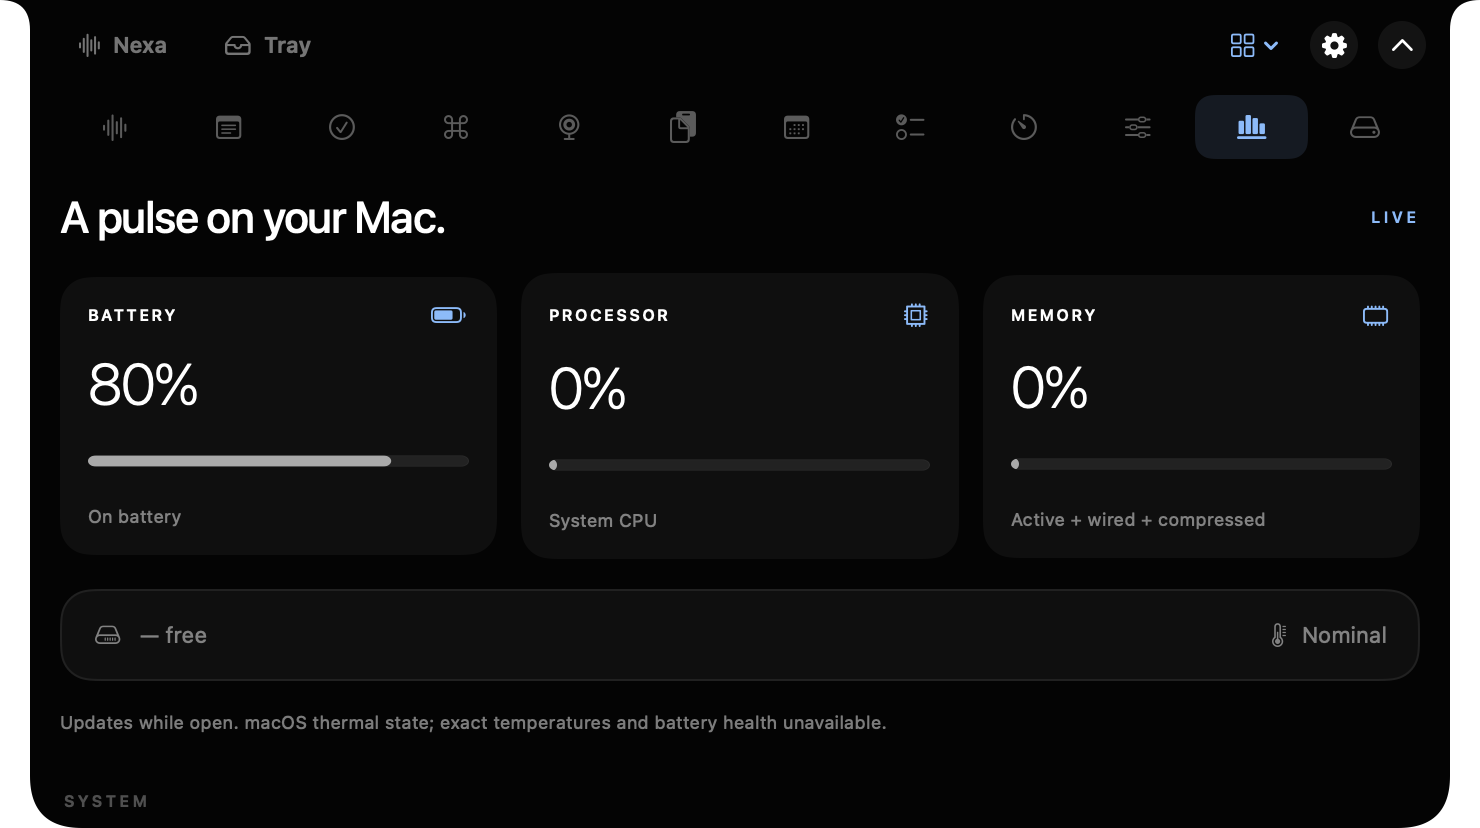 Nexa
Tray
A pulse on your Mac.
LIVE
BATTERY
80%
On battery
PROCESSOR
0%
System CPU
MEMORY
0%
Active + wired + compressed
— free
Nominal
Updates while open. macOS thermal state; exact temperatures and battery health unavailable.
SYSTEM